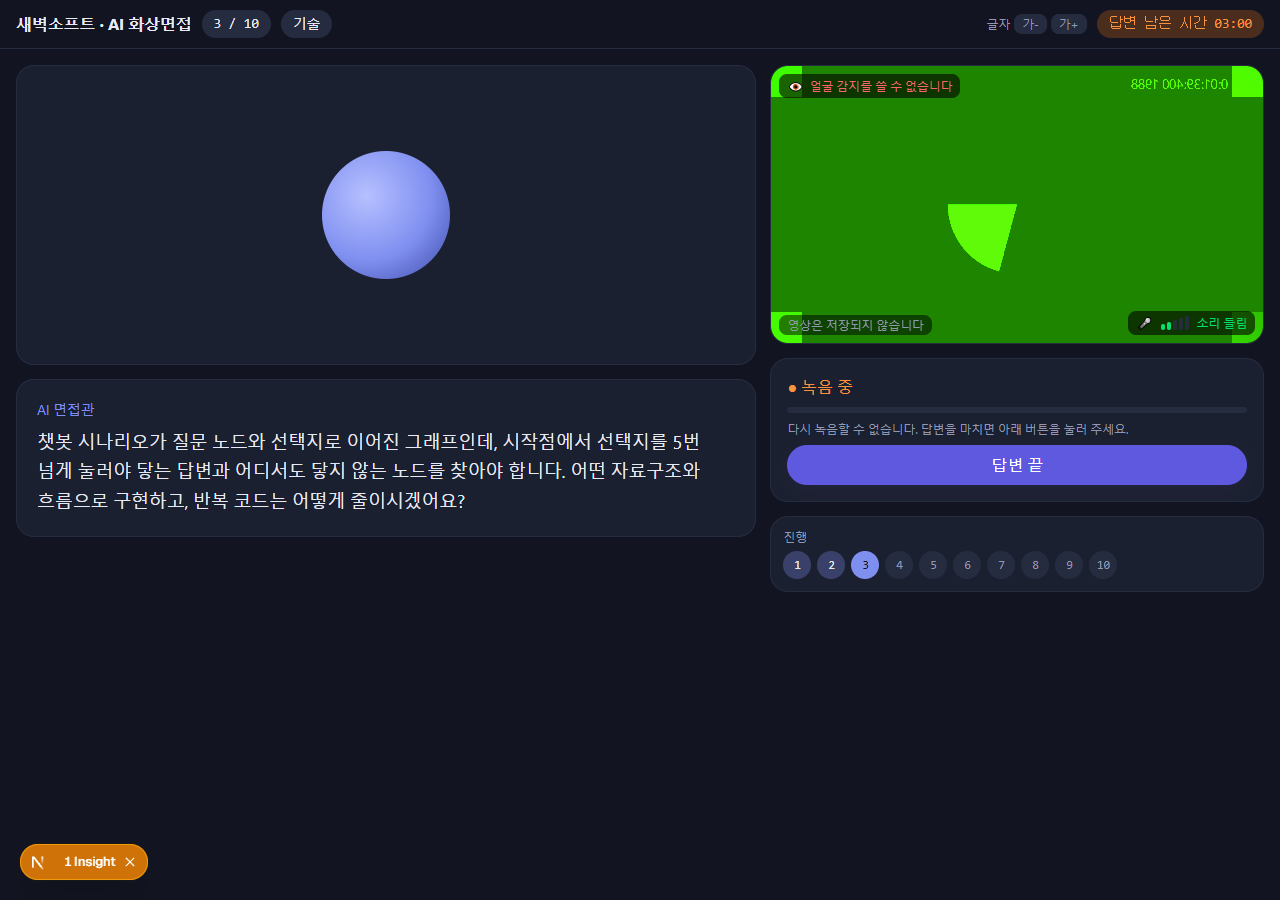 새벽소프트 · AI 화상면접
3 / 10
기술
글자
가-
가+
답변 남은 시간 03:00
얼굴 감지를 쓸 수 없습니다
0:01:39:400 1988
영상은 저장되지 않습니다
소리 들림
AI 면접관
챗봇 시나리오가 질문 노드와 선택지로 이어진 그래프인데, 시작점에서 선택지를 5번
넘게 눌러야 닿는 답변과 어디서도 닿지 않는 노드를 찾아야 합니다. 어떤 자료구조와
흐름으로 구현하고, 반복 코드는 어떻게 줄이시겠어요?
● 녹음 중
다시 녹음할 수 없습니다. 답변을 마치면 아래 버튼을 눌러 주세요.
답변 끝
진행
1 2 3 4 5 6 7 8 9 10
N 1 Insight ×